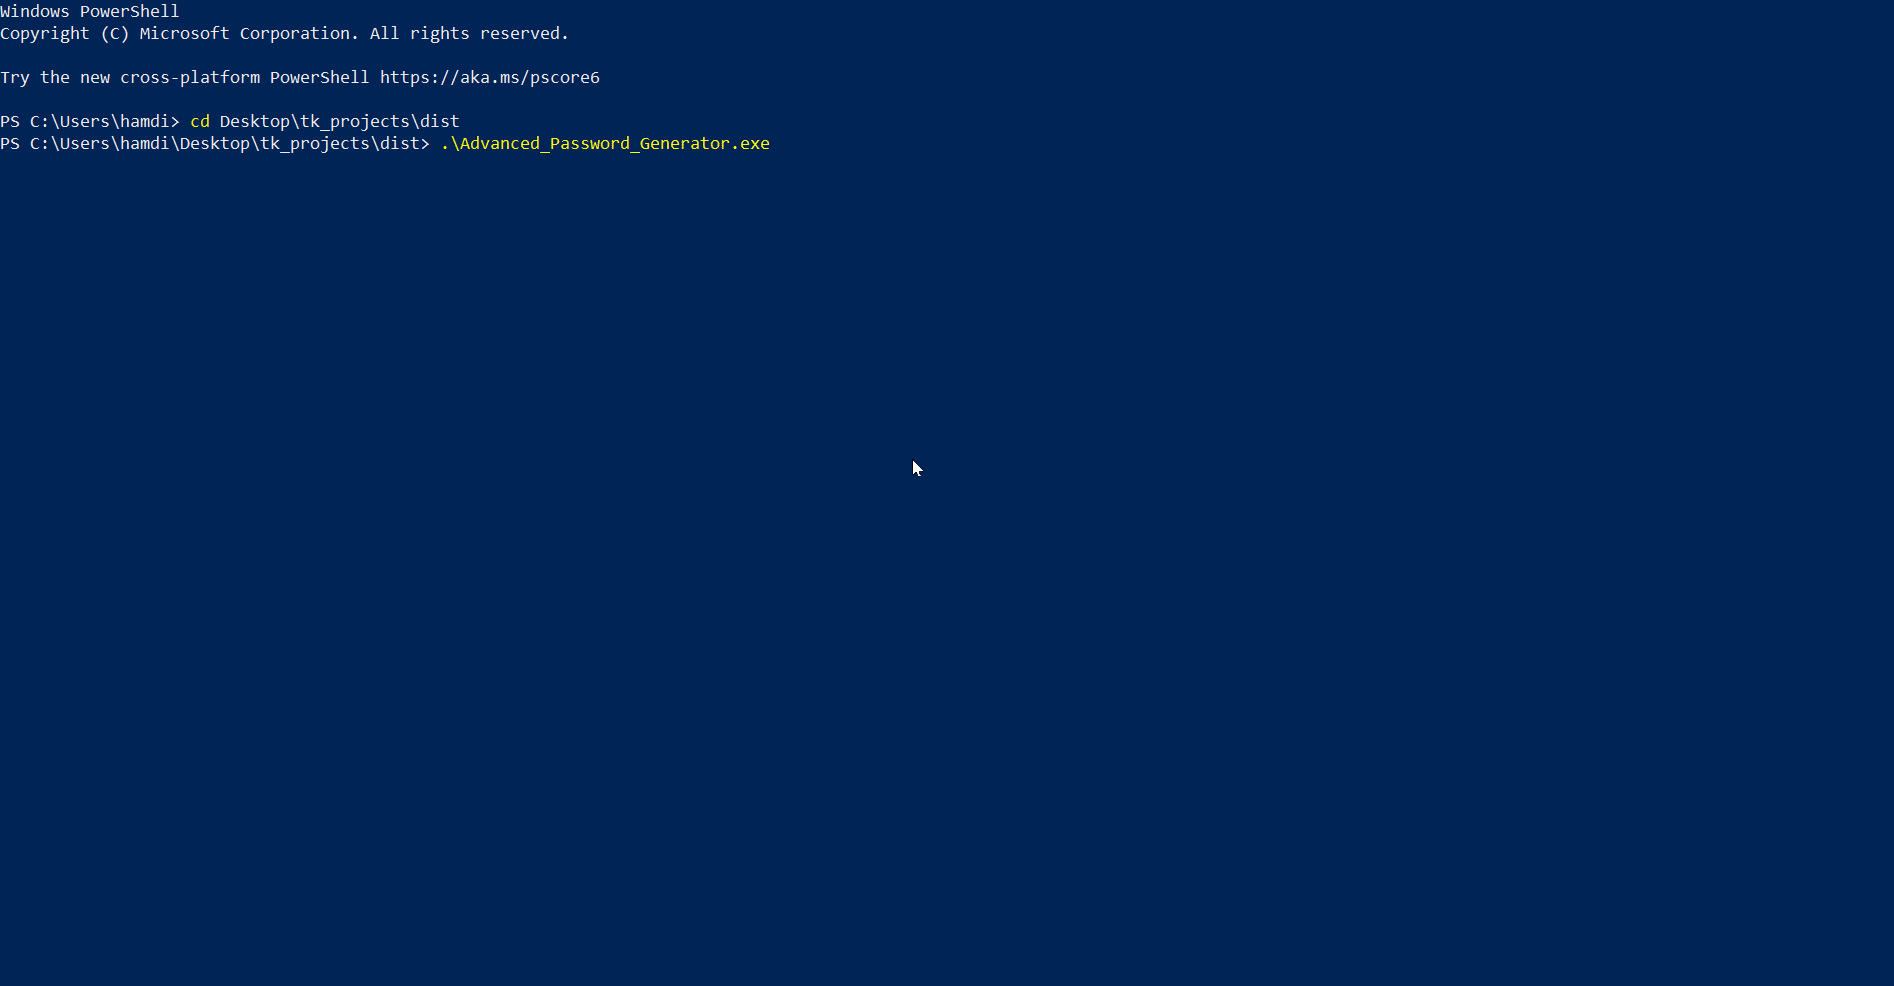 Windows PowerShell
Copyright (C) Microsoft Corporation. All rights reserved.
Try the new cross-platform PowerShell https://aka.ms/pscore6
PS C:\Users\hamdi> cd Desktop\tk_projects\dist
PS C:\Users\hamdi\Desktop\tk_projects\dist> .\Advanced_Password_Generator.exe